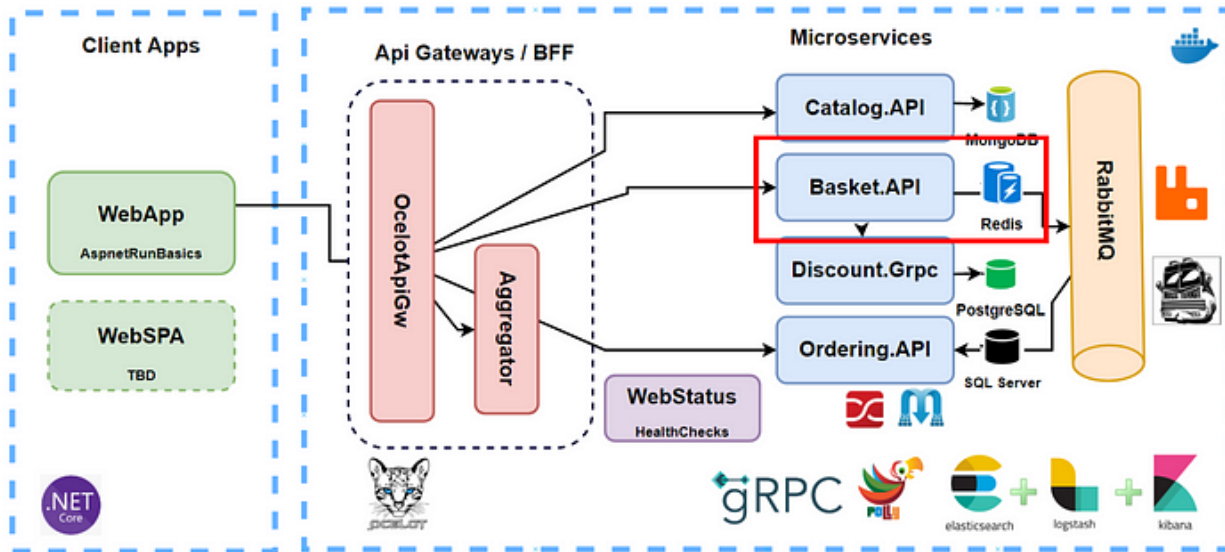 Client Apps
WebApp
AspnetRunBasics
WebSPA
TBD
.NET
Core
Api Gateways / BFF
OcelotApiGw
Aggregator
OCELOT
Microservices
Catalog.API
MongoDB
Basket.API
Redis
Discount.Grpc
PostgreSQL
Ordering.API
SQL Server
RabbitMQ
WebStatus
HealthChecks
gRPC
POLLY
elasticsearch
logstash
kibana